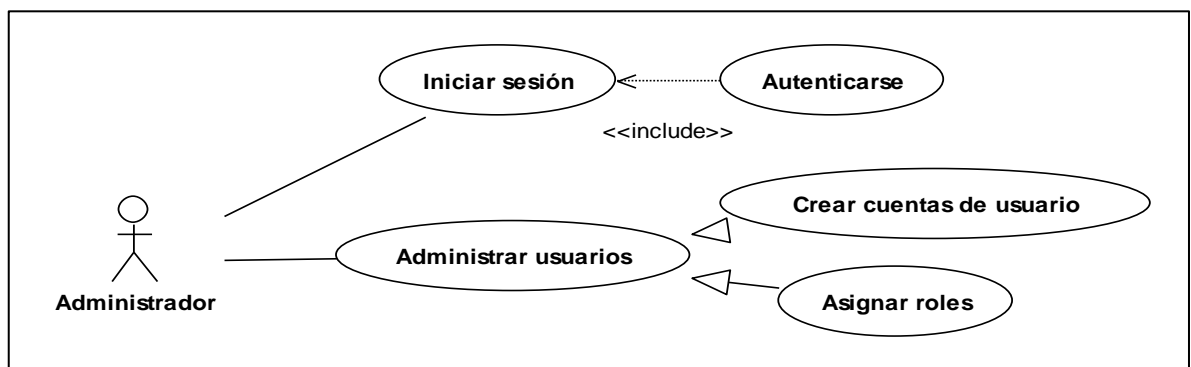 Iniciar sesión
Autenticarse
<<include>>
Crear cuentas de usuario
Administrar usuarios
Administrador
Asignar roles